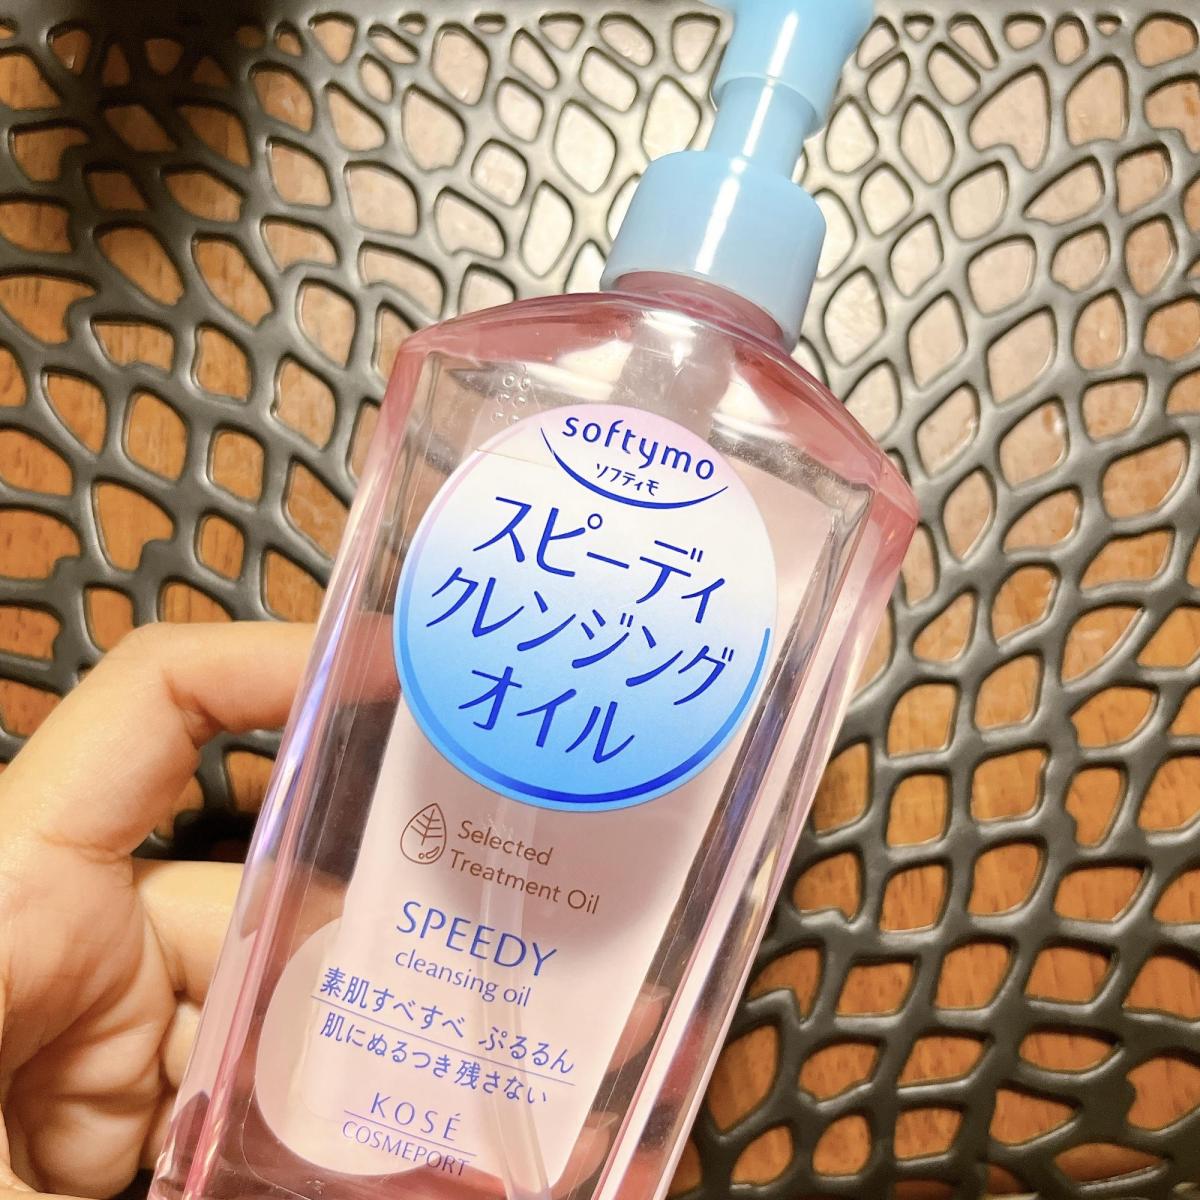 softymo
ソフティモ
スピーディ
クレンジング
オイル
Selected
Treatment Oil
SPEEDY
cleansing oil
素肌すべすべ ぷるるん
肌にぬるつき残さない
KOSÉ
COSMEPORT